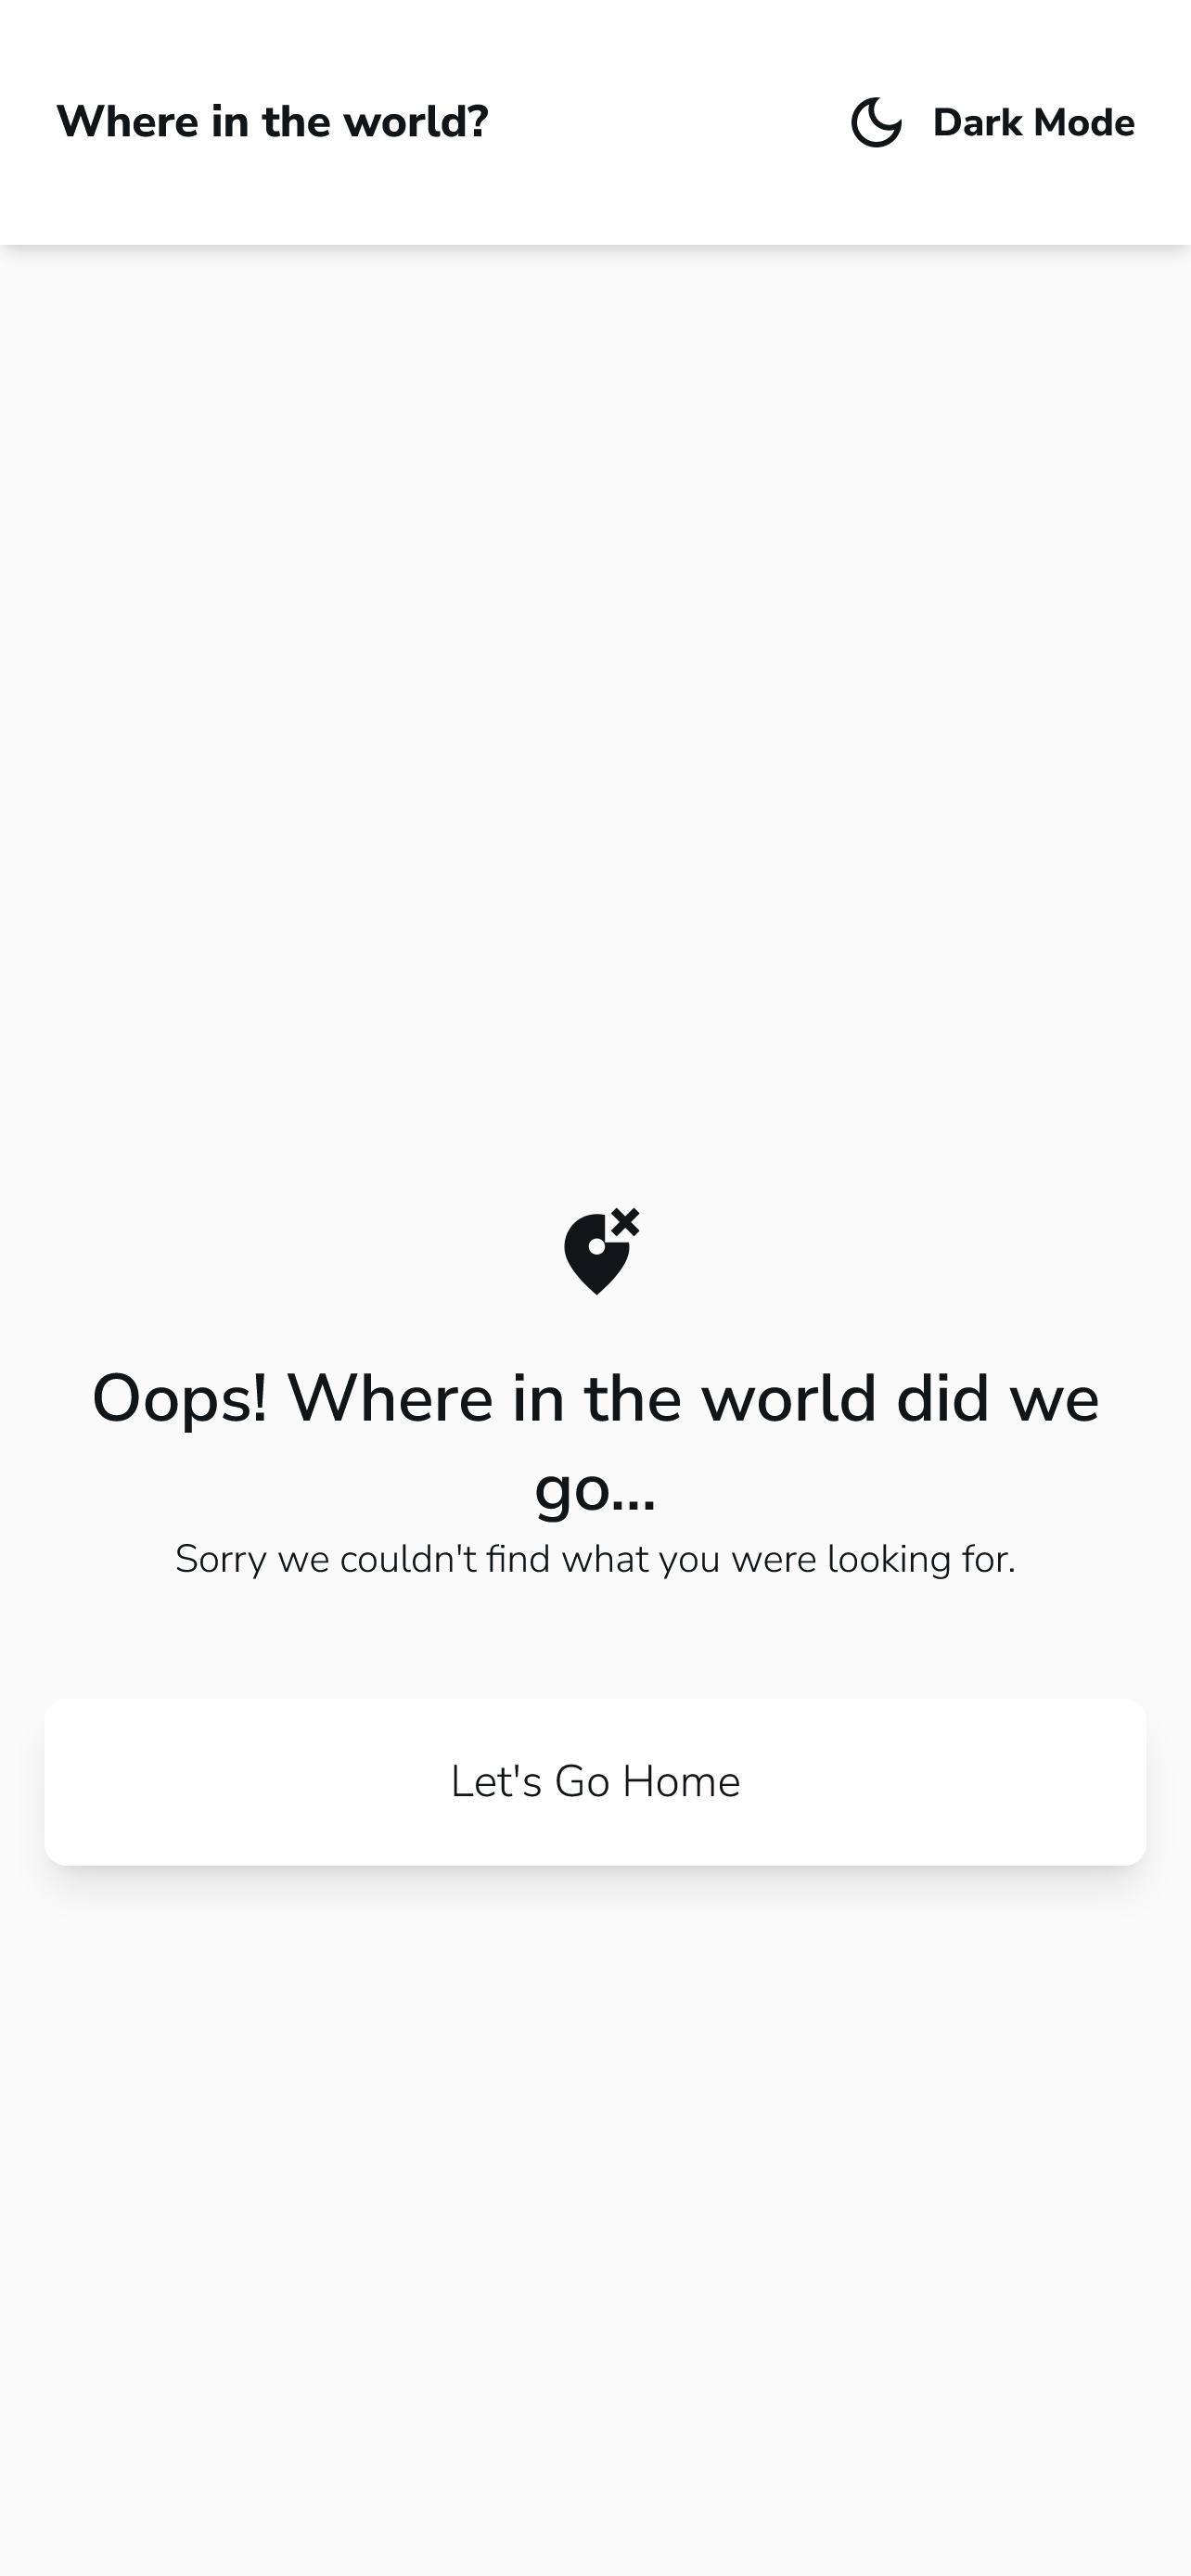 Where in the world?
Dark Mode
Oops! Where in the world did we
go...
Sorry we couldn't find what you were looking for.
Let's Go Home